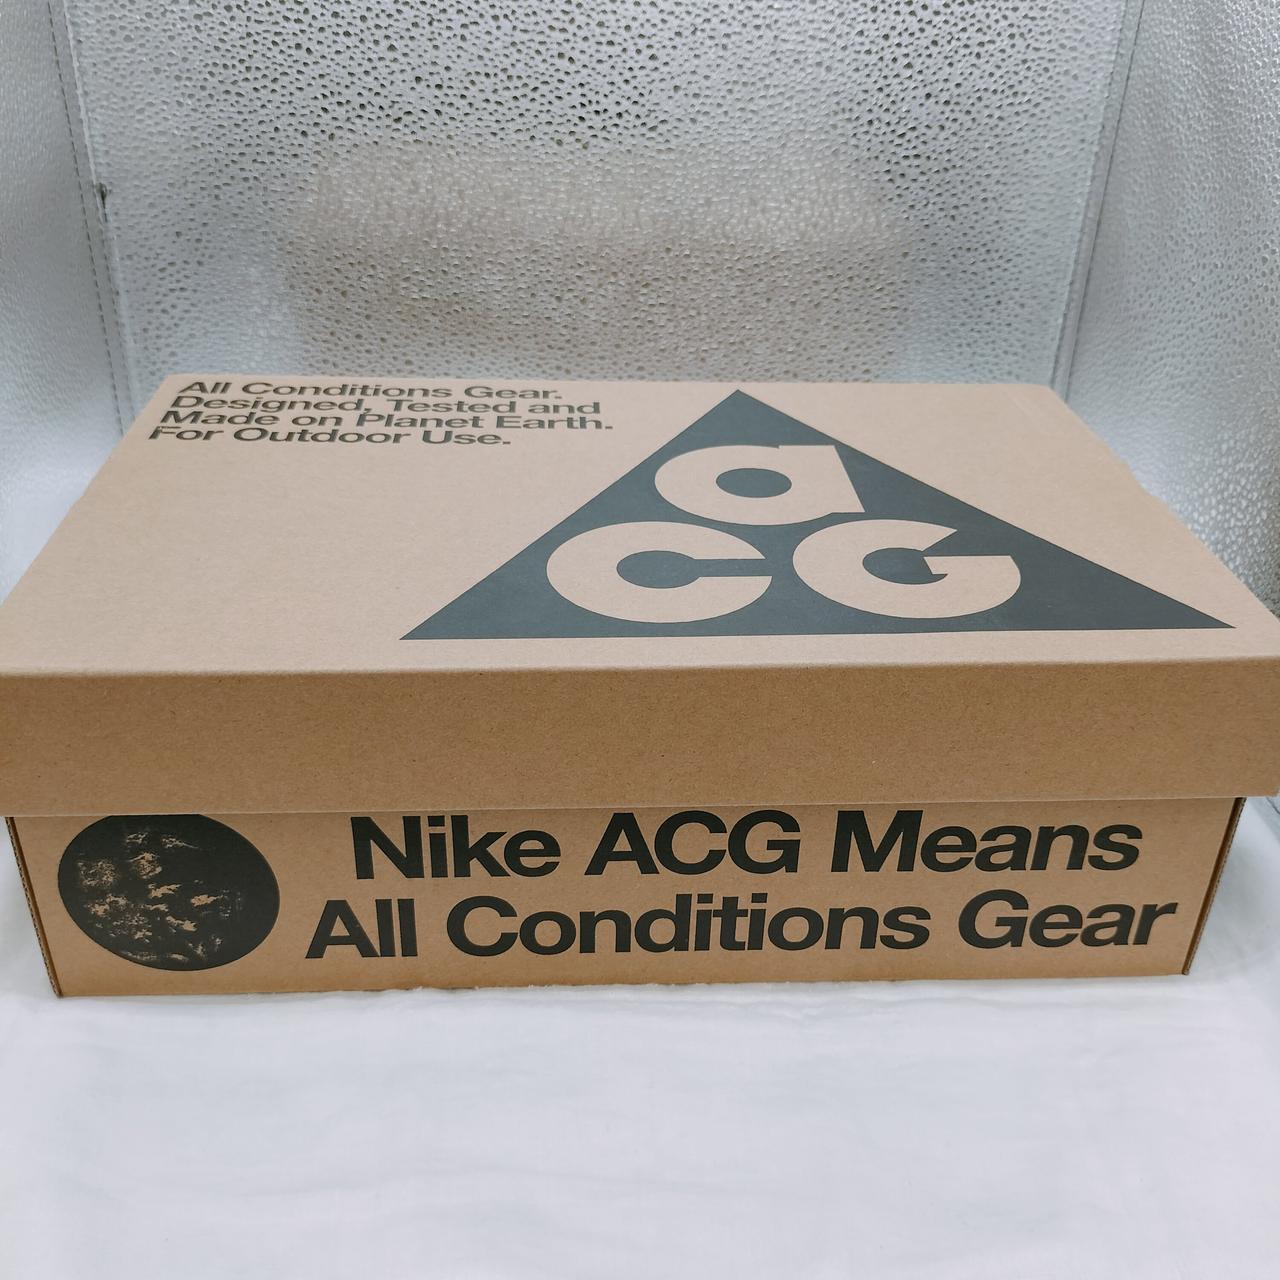 All Conditions Gear.
Designed, Tested and
Made on Planet Earth.
For Outdoor Use.
a
CG
Nike ACG Means
All Conditions Gear